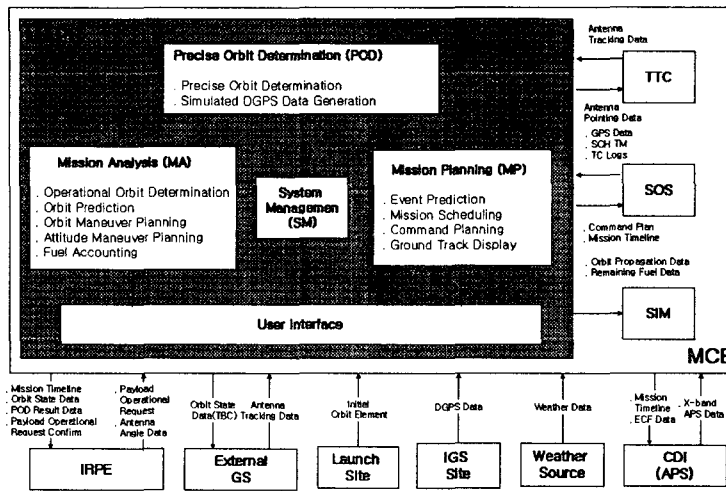 Precise Orbit Determination (POD)
. Precise Orbit Determination
. Simulated DGPS Data Generation
Mission Analysis (MA)
. Operational Orbit Determination
. Orbit Prediction
. Orbit Maneuver Planning
. Attitude Maneuver Planning
. Fuel Accounting
System
Managemen
(SM)
Mission Planning (MP)
. Event Prediction
. Mission Scheduling
. Command Planning
. Ground Track Display
User Interface
Antenna
Tracking Data
TTC
Antenna
Pointing Data
. GPS Data
. SOH TM
. TC Logs
SOS
. Command Plan
. Mission Timeline
. Orbit Propagation Data
. Remaining Fuel Data
SIM
MCE
. Mission Timeline
. Orbit State Data
. POD Result Data
. Payload Operational
Request Confirm
. Payload
Operational
Request
. Antenna
Angle Data
Orbit State
Data(TBC)
Antenna
Tracking Data
Initial
Orbit Element
DGPS Data
Weather Data
. Mission
Timeline
. ECF Data
. X-band
APS Data
IRPE
External
GS
Launch
Site
IGS
Site
Weather
Source
CDI
(APS)